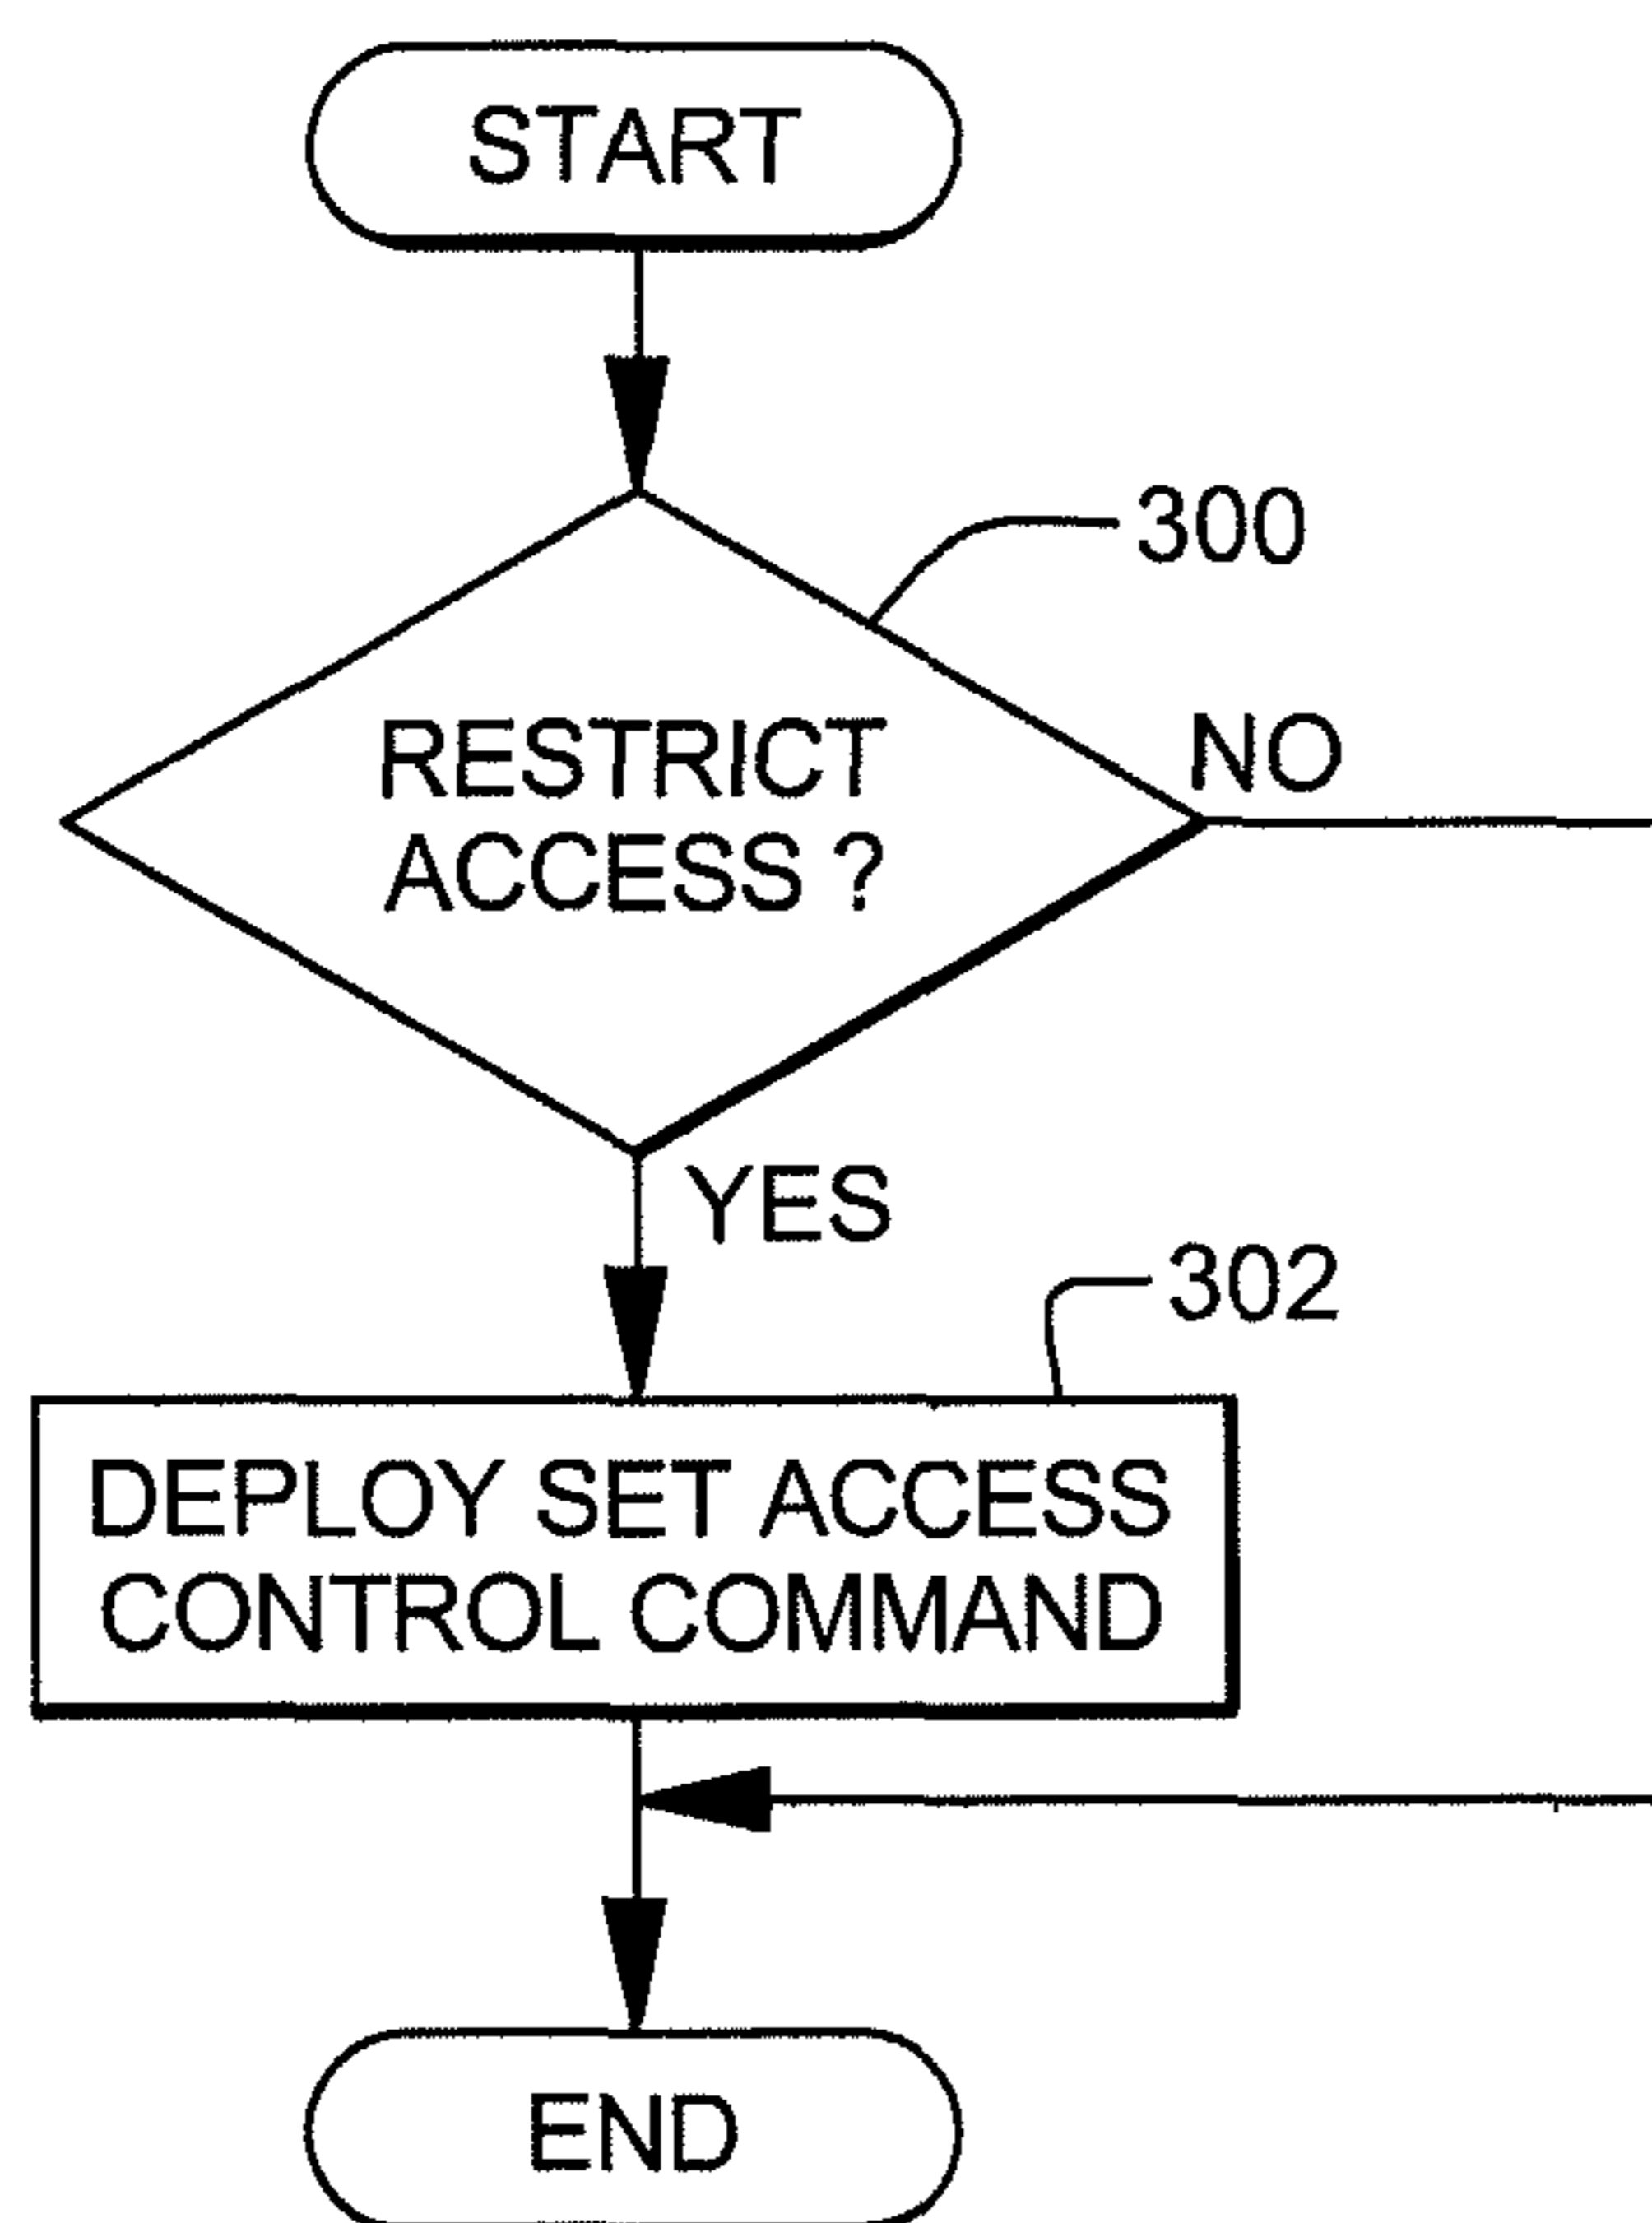 START
300
RESTRICT
ACCESS ?
NO
YES
302
DEPLOY SET ACCESS
CONTROL COMMAND
END